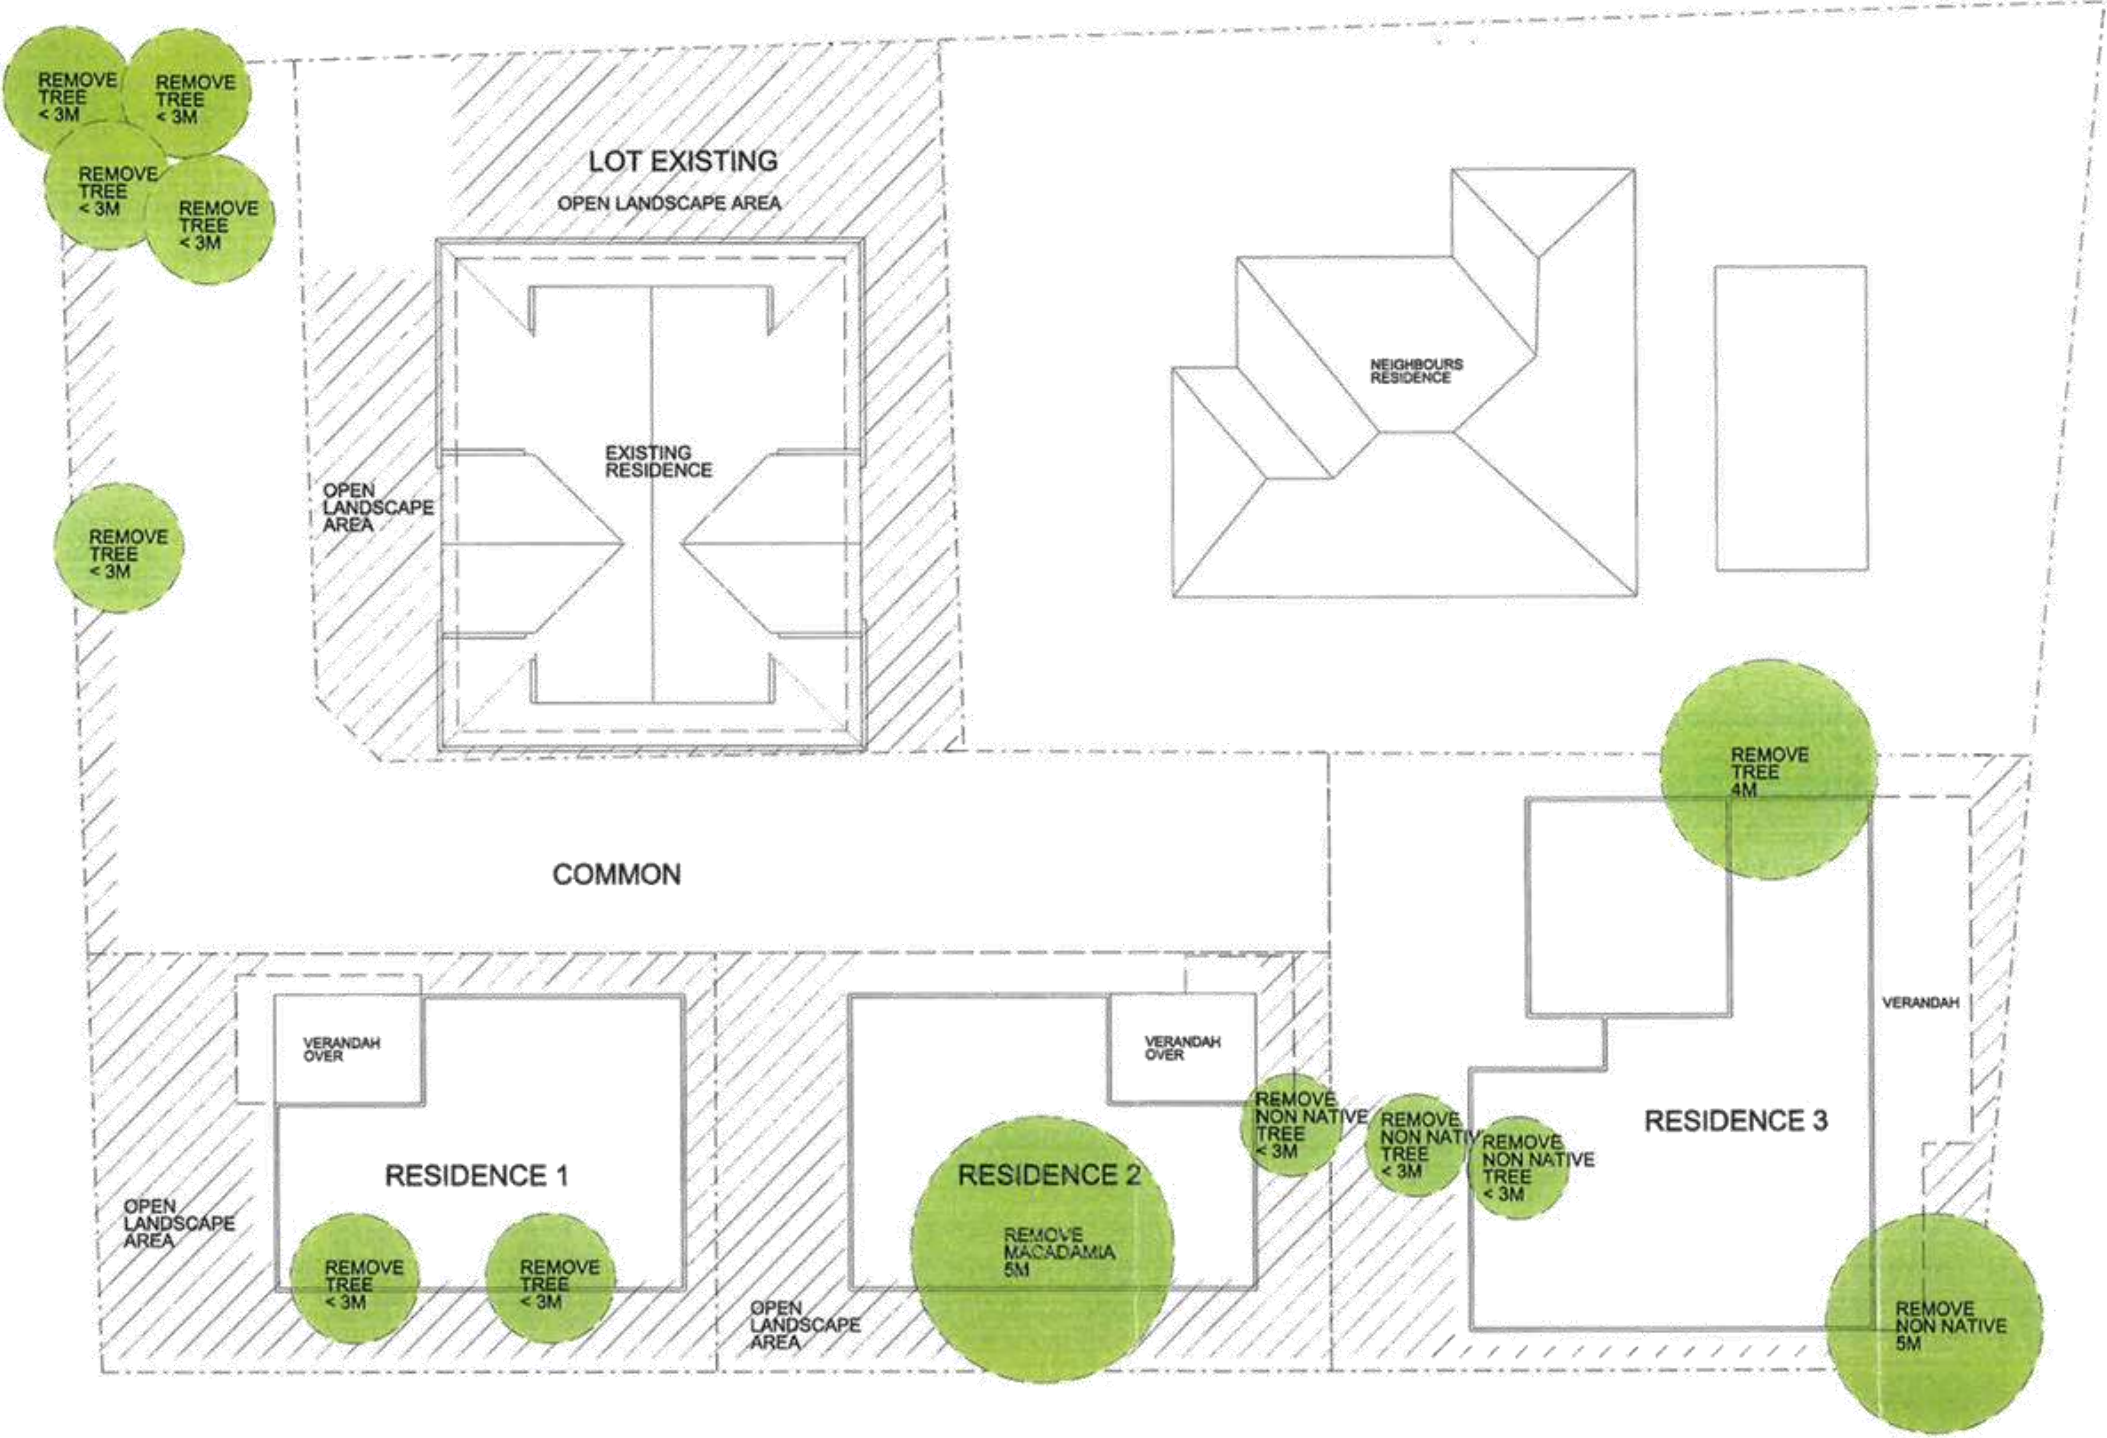 REMOVE
TREE
< 3M
REMOVE
TREE
< 3M
REMOVE
TREE
< 3M
REMOVE
TREE
< 3M
LOT EXISTING
OPEN LANDSCAPE AREA
NEIGHBOURS
RESIDENCE
EXISTING
RESIDENCE
OPEN
LANDSCAPE
AREA
REMOVE
TREE
< 3M
REMOVE
TREE
4M
COMMON
VERANDAH
VERANDAH
OVER
VERANDAH
OVER
REMOVE
NON NATIVE
TREE
< 3M
REMOVE
NON NATIV
TREE
< 3M
REMOVE
NON NATIVE
TREE
< 3M
RESIDENCE 3
RESIDENCE 1
RESIDENCE 2
OPEN
LANDSCAPE
AREA
REMOVE
MACADAMIA
5M
REMOVE
TREE
< 3M
REMOVE
TREE
< 3M
OPEN
LANDSCAPE
AREA
REMOVE
NON NATIVE
5M